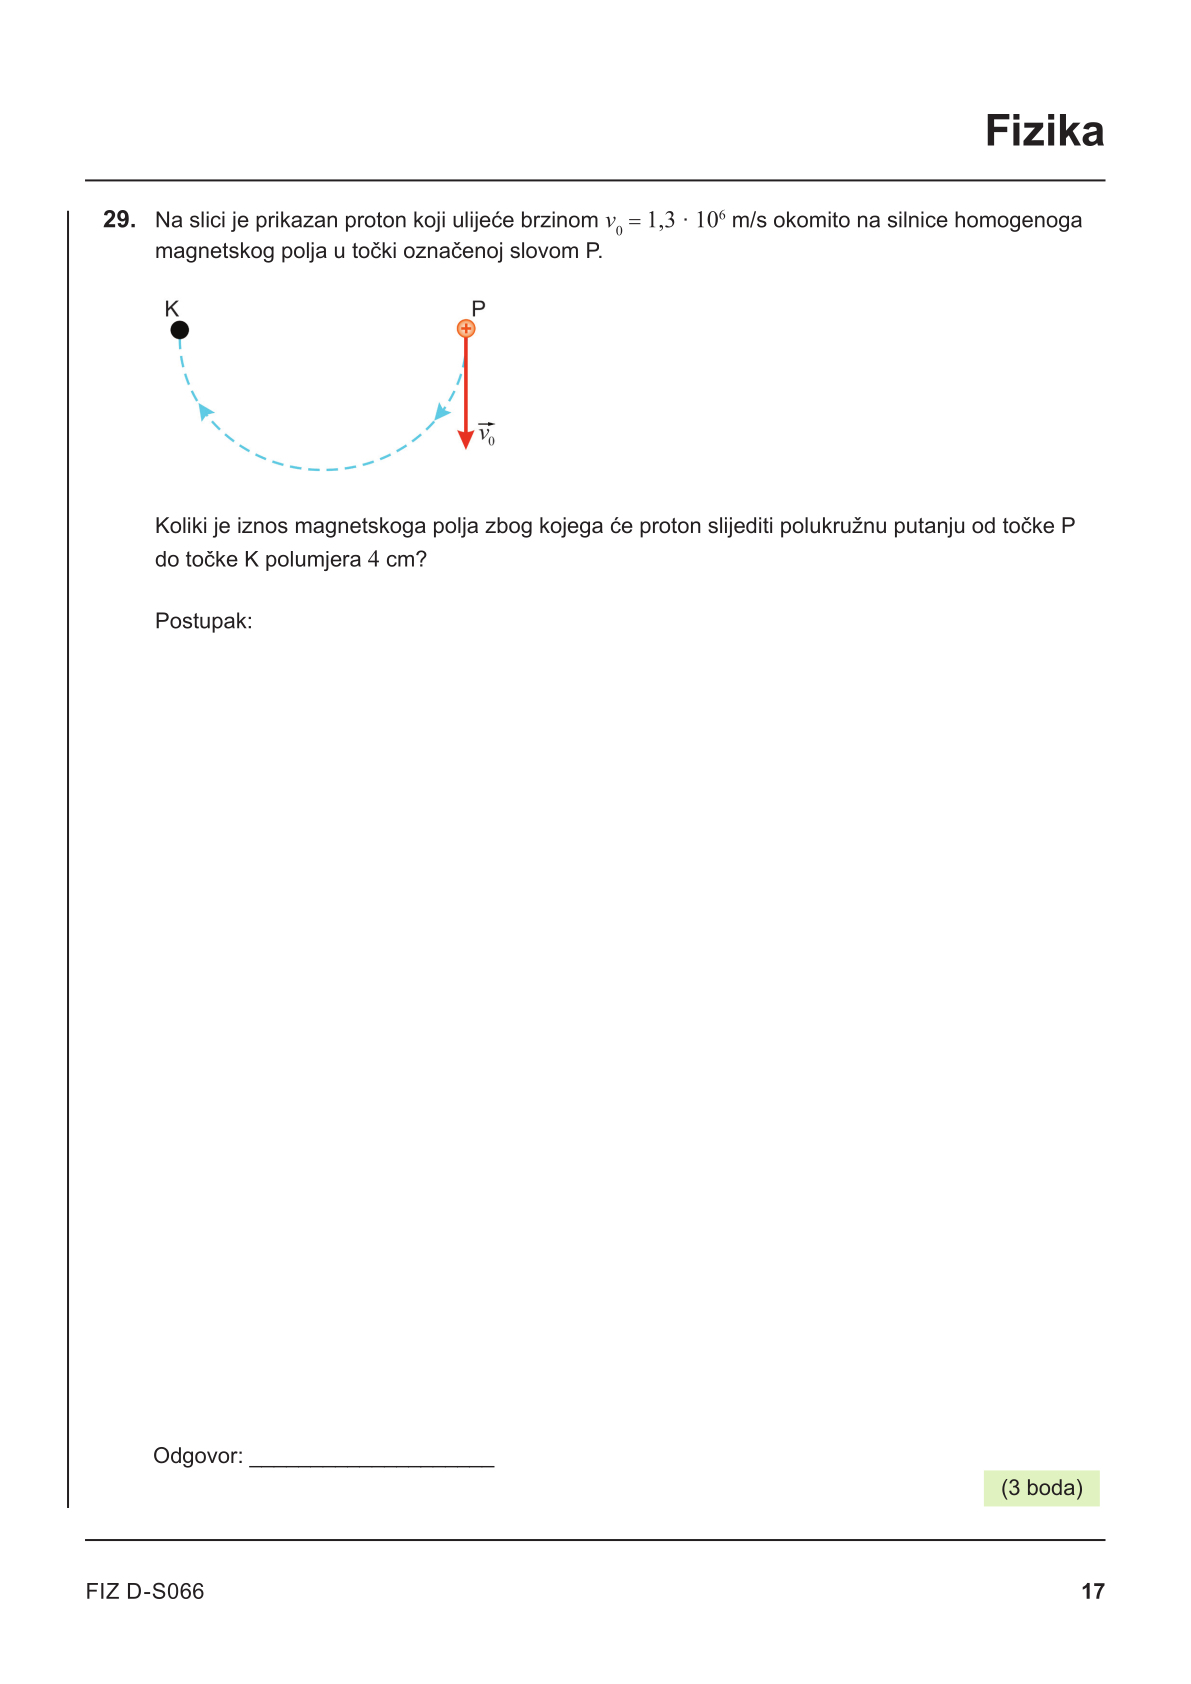 Fizika
29. Na slici je prikazan proton koji ulijeće brzinom v₀ = 1,3 · 10⁶ m/s okomito na silnice homogenoga
magnetskog polja u točki označenoj slovom P.
K P
+
v⃗₀
Koliki je iznos magnetskoga polja zbog kojega će proton slijediti polukružnu putanju od točke P
do točke K polumjera 4 cm?
Postupak:
Odgovor: ____________________
(3 boda)
FIZ D-S066 17